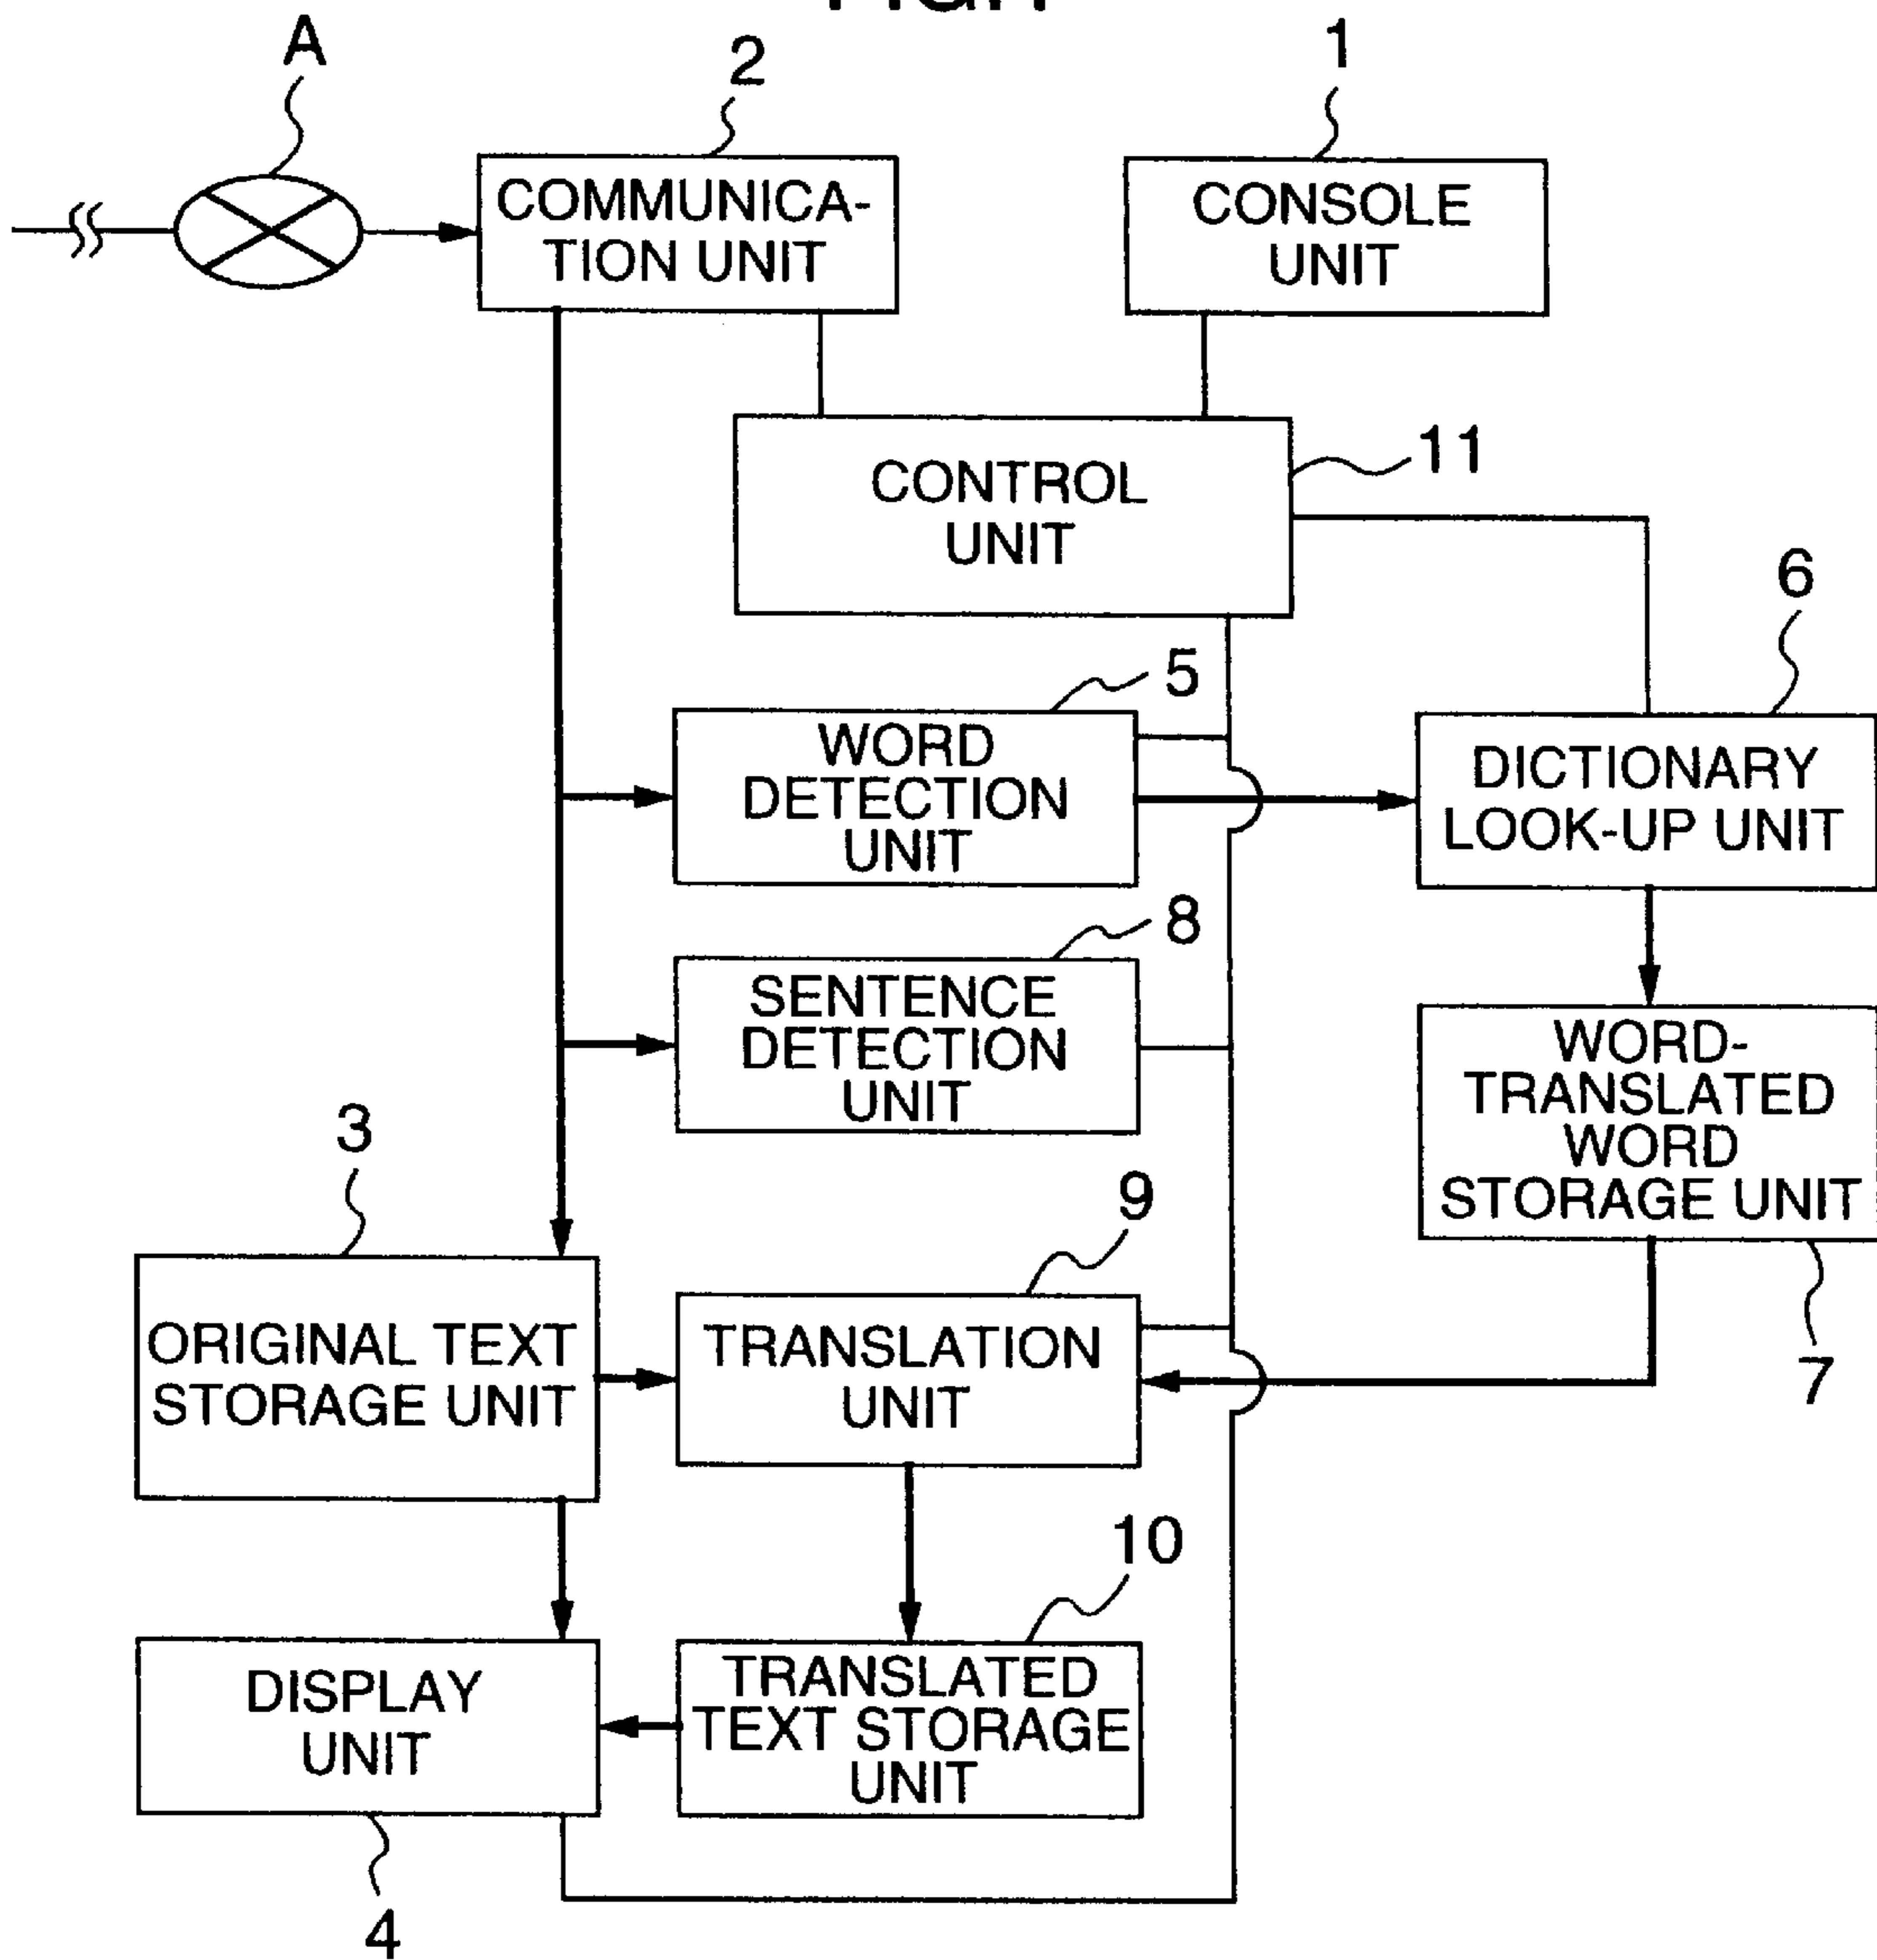 A
2
1
COMMUNICA-
TION UNIT
CONSOLE
UNIT
CONTROL
UNIT
11
6
5
WORD
DETECTION
UNIT
DICTIONARY
LOOK-UP UNIT
8
SENTENCE
DETECTION
UNIT
WORD-
TRANSLATED
WORD
STORAGE UNIT
3
9
ORIGINAL TEXT
STORAGE UNIT
TRANSLATION
UNIT
7
10
DISPLAY
UNIT
TRANSLATED
TEXT STORAGE
UNIT
4